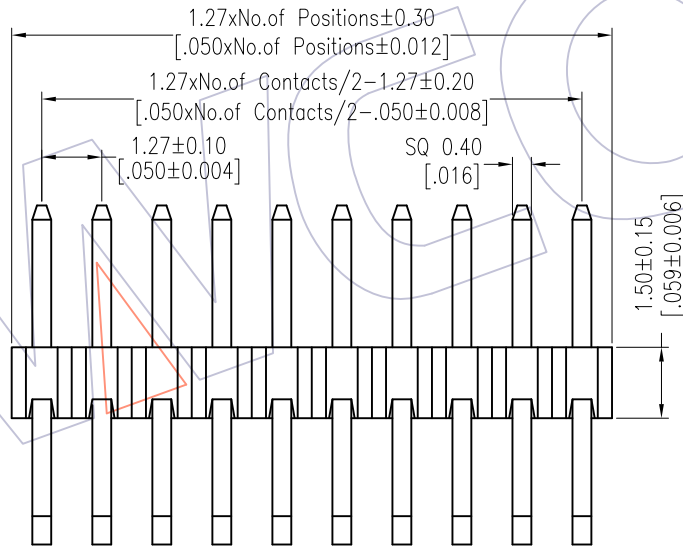 1.27xNo.of Positions±0.30
[.050xNo.of Positions±0.012]
1.27xNo.of Contacts/2-1.27±0.20
[.050xNo.of Contacts/2-.050±0.008]
1.27±0.10
[.050±0.004]
SQ 0.40
[.016]
1.50±0.15
[.059±0.006]